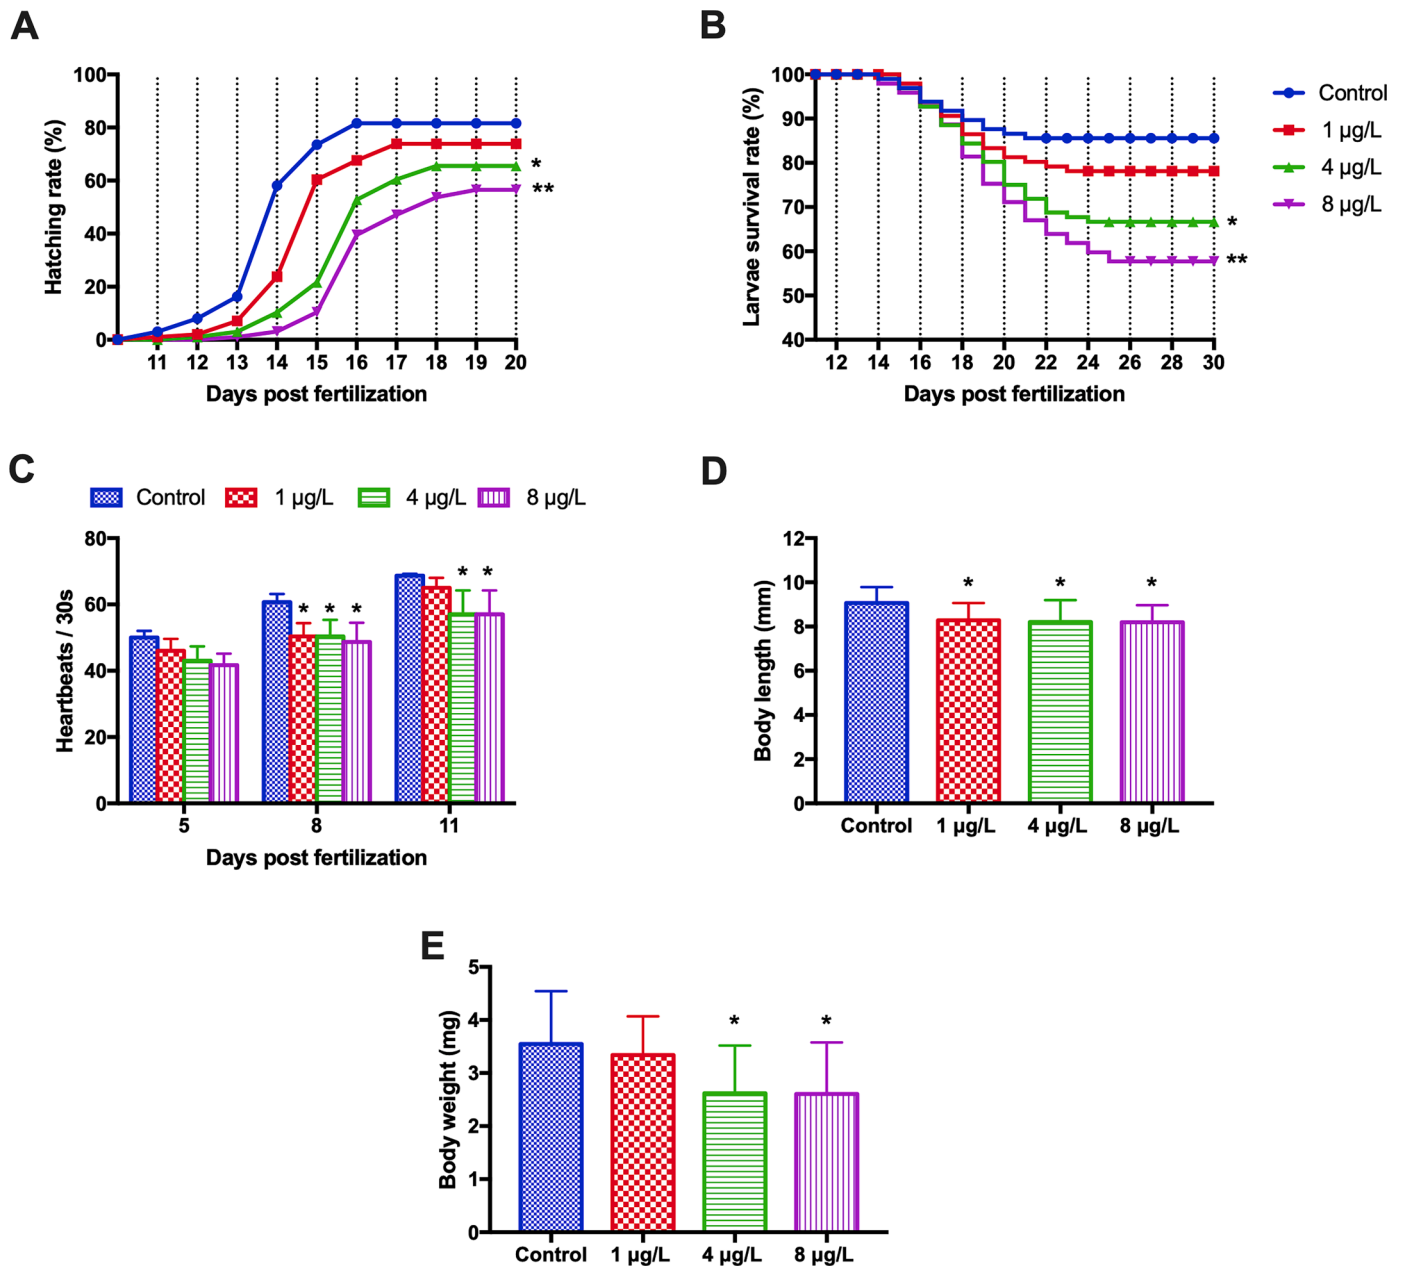 A
100
80
60
40
20
0
Hatching rate (%)
*
**
11 12 13 14 15 16 17 18 19 20
Days post fertilization
B
100
90
80
70
60
50
40
Larvae survival rate (%)
*
**
12 14 16 18 20 22 24 26 28 30
Days post fertilization
Control
1 µg/L
4 µg/L
8 µg/L
C
Control 1 µg/L 4 µg/L 8 µg/L
80
60
40
20
0
Heartbeats / 30s
* * * * *
5 8 11
Days post fertilization
D
12
10
8
6
4
2
0
Body length (mm)
* * *
Control 1 µg/L 4 µg/L 8 µg/L
E
5
4
3
2
1
0
Body weight (mg)
* *
Control 1 µg/L 4 µg/L 8 µg/L